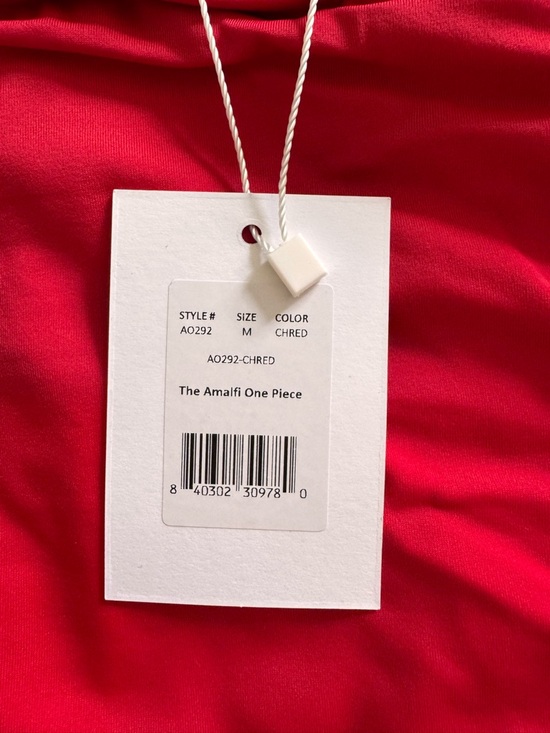 STYLE # SIZE COLOR
AO292 M CHRED
AO292-CHRED
The Amalfi One Piece
8 40302 30978 0